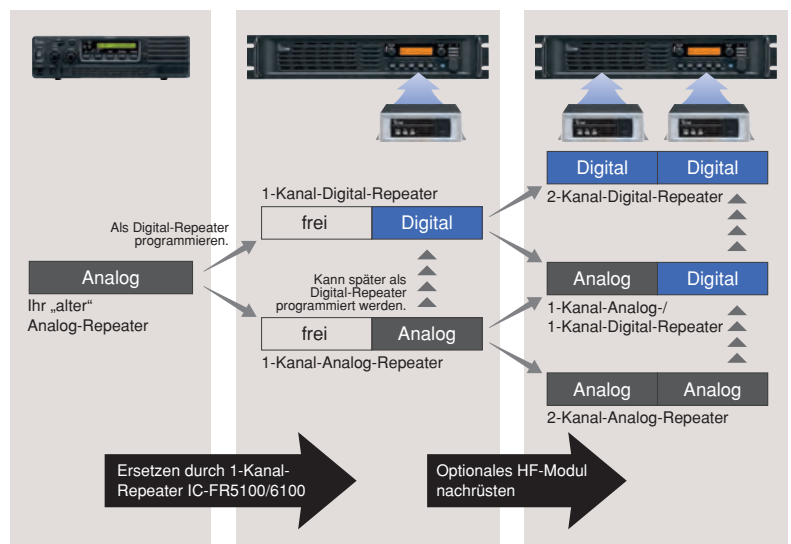 Digital Digital
2-Kanal-Digital-Repeater
1-Kanal-Digital-Repeater
frei Digital
Als Digital-Repeater
programmieren.
Analog
Ihr „alter“
Analog-Repeater
Kann später als
Digital-Repeater
programmiert werden.
frei Analog
1-Kanal-Analog-Repeater
Analog Digital
1-Kanal-Analog-/
1-Kanal-Digital-Repeater
Analog Analog
2-Kanal-Analog-Repeater
Ersetzen durch 1-Kanal-
Repeater IC-FR5100/6100
Optionales HF-Modul
nachrüsten